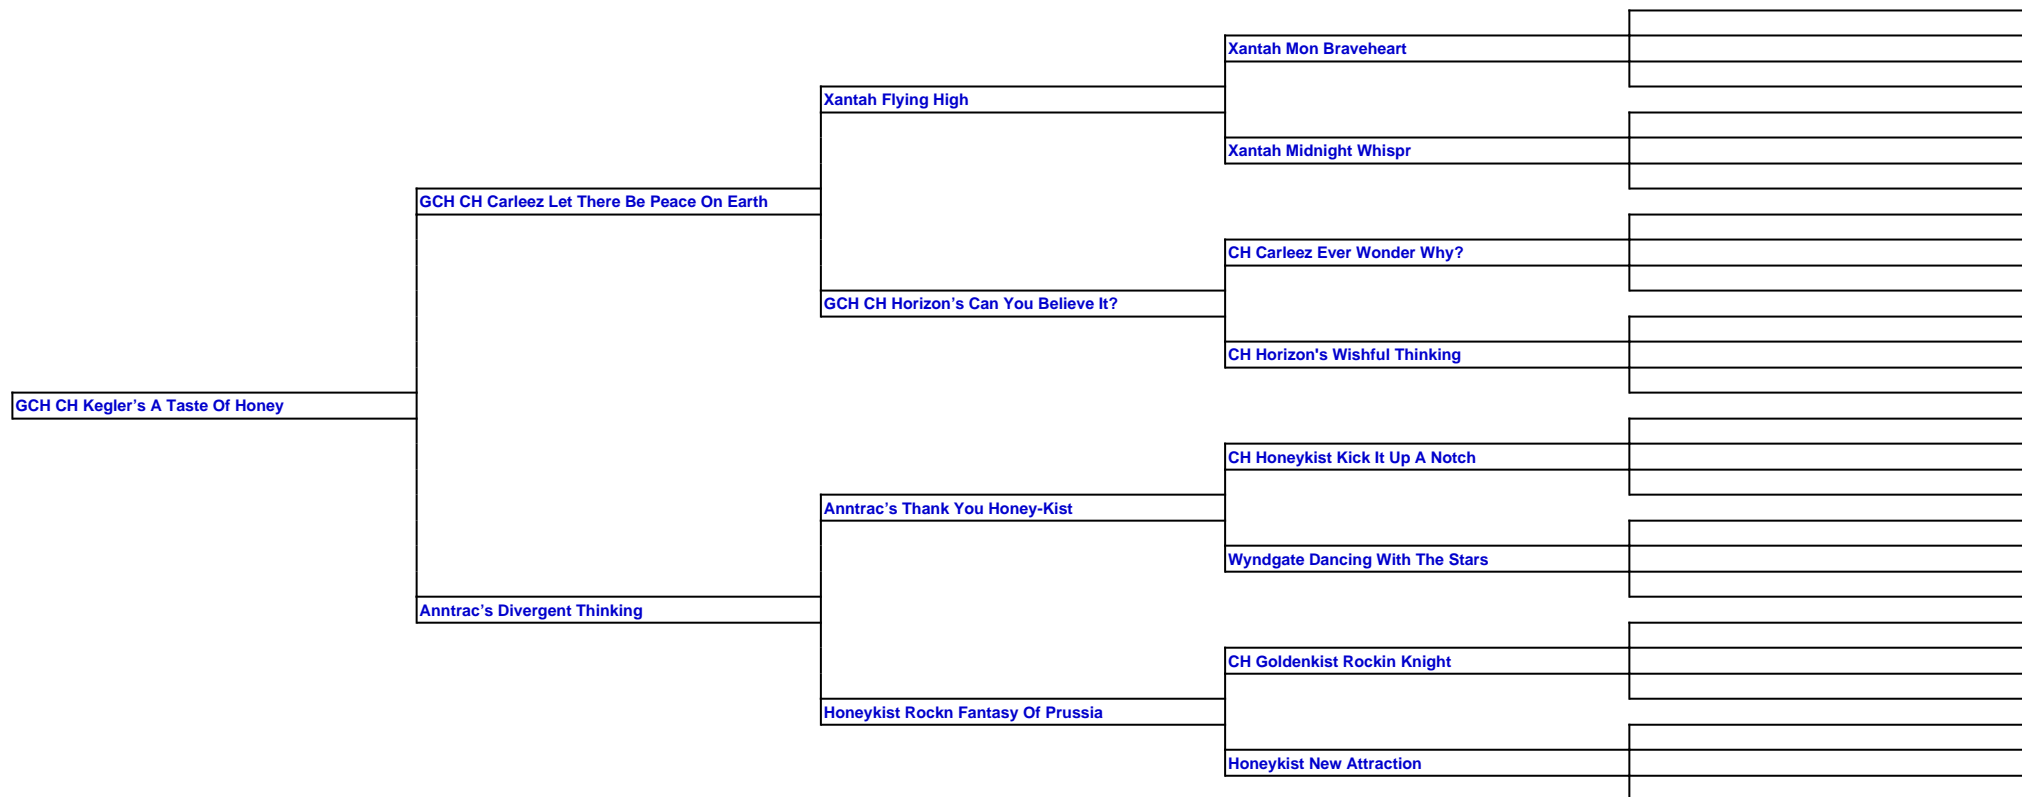 Xantah Mon Braveheart
Xantah Flying High
Xantah Midnight Whispr
GCH CH Carleez Let There Be Peace On Earth
CH Carleez Ever Wonder Why?
GCH CH Horizon’s Can You Believe It?
CH Horizon's Wishful Thinking
GCH CH Kegler’s A Taste Of Honey
CH Honeykist Kick It Up A Notch
Anntrac’s Thank You Honey-Kist
Wyndgate Dancing With The Stars
Anntrac’s Divergent Thinking
CH Goldenkist Rockin Knight
Honeykist Rockn Fantasy Of Prussia
Honeykist New Attraction